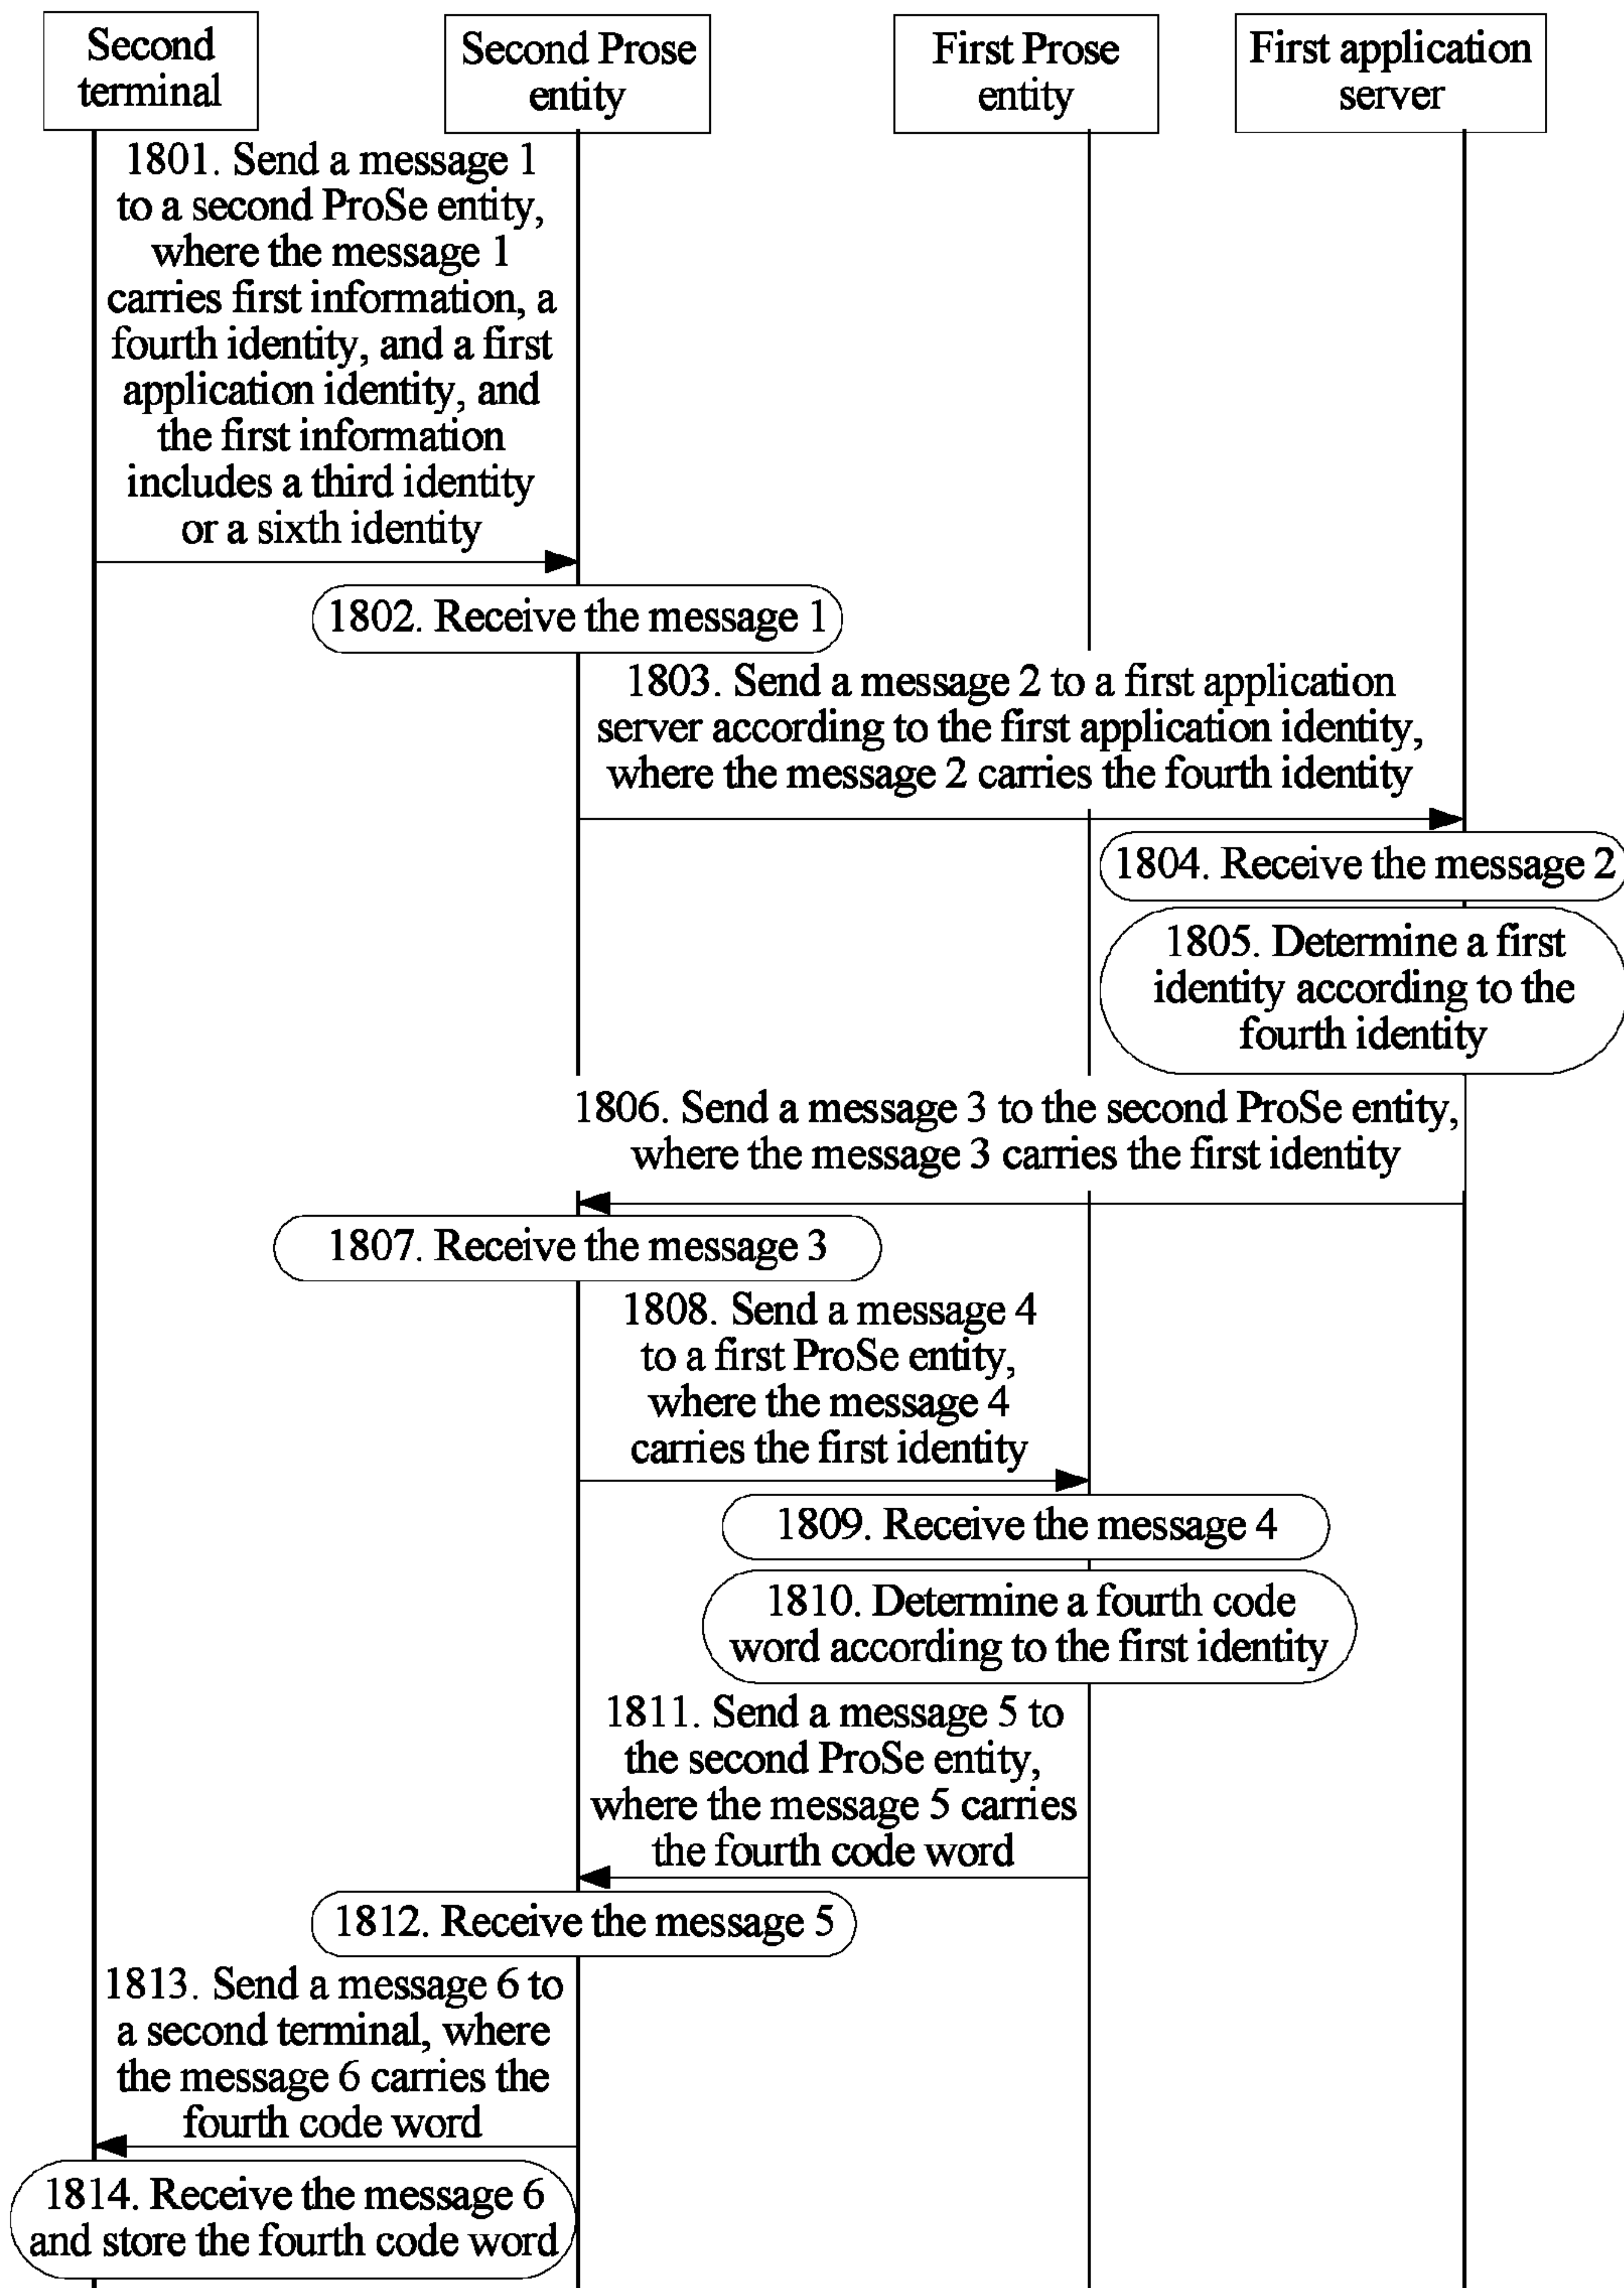 Second
terminal
Second Prose
entity
First Prose
entity
First application
server
1801. Send a message 1
to a second ProSe entity,
where the message 1
carries first information, a
fourth identity, and a first
application identity, and
the first information
includes a third identity
or a sixth identity
1802. Receive the message 1
1803. Send a message 2 to a first application
server according to the first application identity,
where the message 2 carries the fourth identity
1804. Receive the message 2
1805. Determine a first
identity according to the
fourth identity
1806. Send a message 3 to the second ProSe entity,
where the message 3 carries the first identity
1807. Receive the message 3
1808. Send a message 4
to a first ProSe entity,
where the message 4
carries the first identity
1809. Receive the message 4
1810. Determine a fourth code
word according to the first identity
1811. Send a message 5 to
the second ProSe entity,
where the message 5 carries
the fourth code word
1812. Receive the message 5
1813. Send a message 6 to
a second terminal, where
the message 6 carries the
fourth code word
1814. Receive the message 6
and store the fourth code word